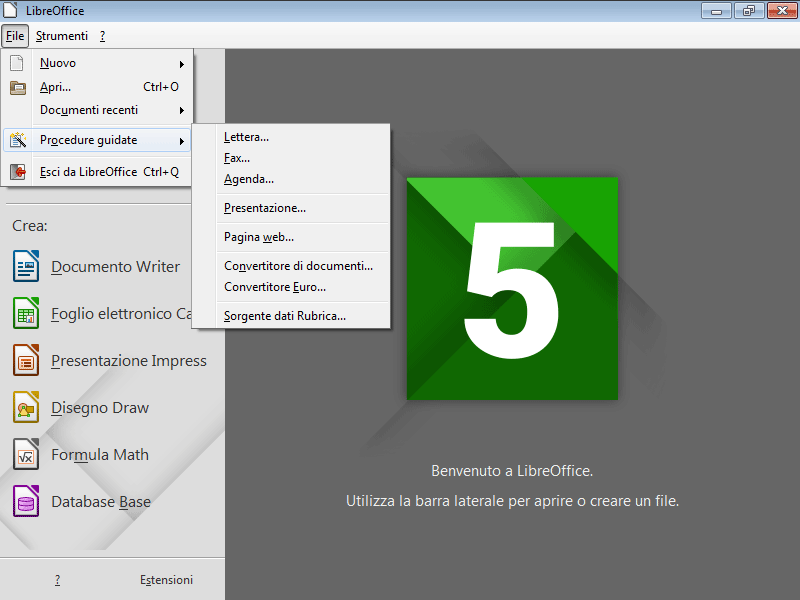 LibreOffice
File Strumenti ?
Nuovo
Apri... Ctrl+O
Documenti recenti
Procedure guidate
Esci da LibreOffice Ctrl+Q
Lettera...
Fax...
Agenda...
Presentazione...
Pagina web...
Convertitore di documenti...
Convertitore Euro...
Sorgente dati Rubrica...
Crea:
Documento Writer
Foglio elettronico Ca
Presentazione Impress
Disegno Draw
Formula Math
Database Base
? Estensioni
5
Benvenuto a LibreOffice.
Utilizza la barra laterale per aprire o creare un file.